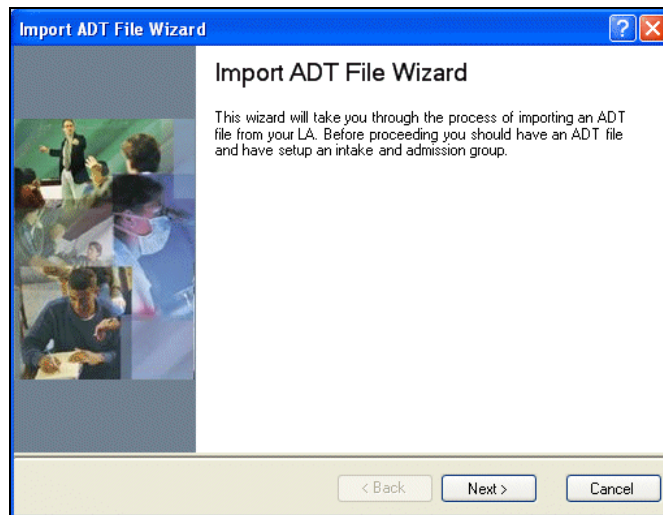 Import ADT File Wizard
Import ADT File Wizard
This wizard will take you through the process of importing an ADT
file from your LA. Before proceeding you should have an ADT file
and have setup an intake and admission group.
< Back
Next >
Cancel